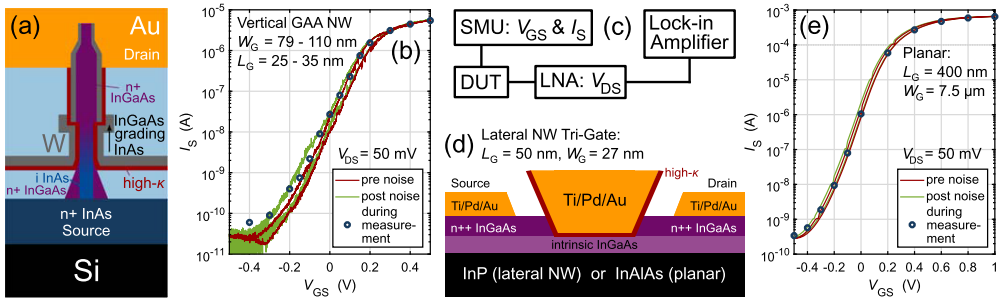 (a)
Au
Drain
n+
InGaAs
InGaAs
grading
InAs
W
i InAs
n+ InGaAs
high-κ
n+ InAs
Source
Si
(b)
Vertical GAA NW
W_G = 79 - 110 nm
L_G = 25 - 35 nm
V_DS = 50 mV
pre noise
post noise
during
measure-
ment
I_S (A)
10^-5
10^-6
10^-7
10^-8
10^-9
10^-10
10^-11
-0.4
-0.2
0
0.2
0.4
V_GS (V)
(c)
SMU: V_GS & I_S
Lock-in
Amplifier
DUT
LNA: V_DS
(d)
Lateral NW Tri-Gate:
L_G = 50 nm, W_G = 27 nm
Source
high-κ
Drain
Ti/Pd/Au
Ti/Pd/Au
Ti/Pd/Au
n++ InGaAs
n++ InGaAs
intrinsic InGaAs
InP (lateral NW) or InAlAs (planar)
(e)
Planar:
L_G = 400 nm
W_G = 7.5 µm
V_DS = 50 mV
pre noise
post noise
during
measure-
ment
I_S (A)
10^-3
10^-4
10^-5
10^-6
10^-7
10^-8
10^-9
10^-10
-0.4
-0.2
0
0.2
0.4
0.6
0.8
1
V_GS (V)